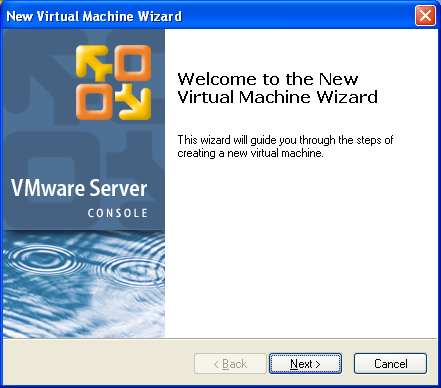 New Virtual Machine Wizard
Welcome to the New
Virtual Machine Wizard
This wizard will guide you through the steps of
creating a new virtual machine.
VMware Server
CONSOLE
< Back
Next >
Cancel